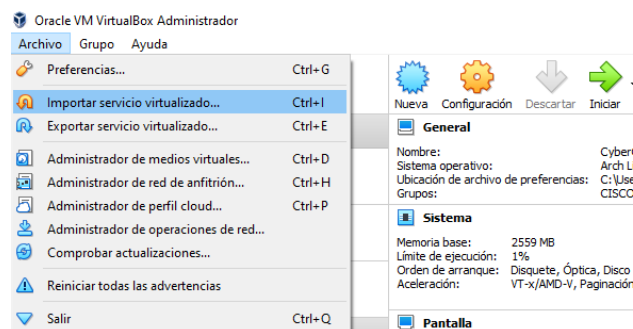 Oracle VM VirtualBox Administrador
Archivo Grupo Ayuda
Preferencias... Ctrl+G
Importar servicio virtualizado... Ctrl+I
Exportar servicio virtualizado... Ctrl+E
Administrador de medios virtuales... Ctrl+D
Administrador de red de anfitrión... Ctrl+H
Administrador de perfil cloud... Ctrl+P
Administrador de operaciones de red...
Comprobar actualizaciones...
Reiniciar todas las advertencias
Salir Ctrl+Q
Nueva Configuración Descartar Iniciar
General
Nombre: Cyber
Sistema operativo: Arch L
Ubicación de archivo de preferencias: C:\Use
Grupos: CISCO
Sistema
Memoria base: 2559 MB
Límite de ejecución: 1%
Orden de arranque: Disquete, Óptica, Disco
Aceleración: VT-x/AMD-V, Paginación
Pantalla